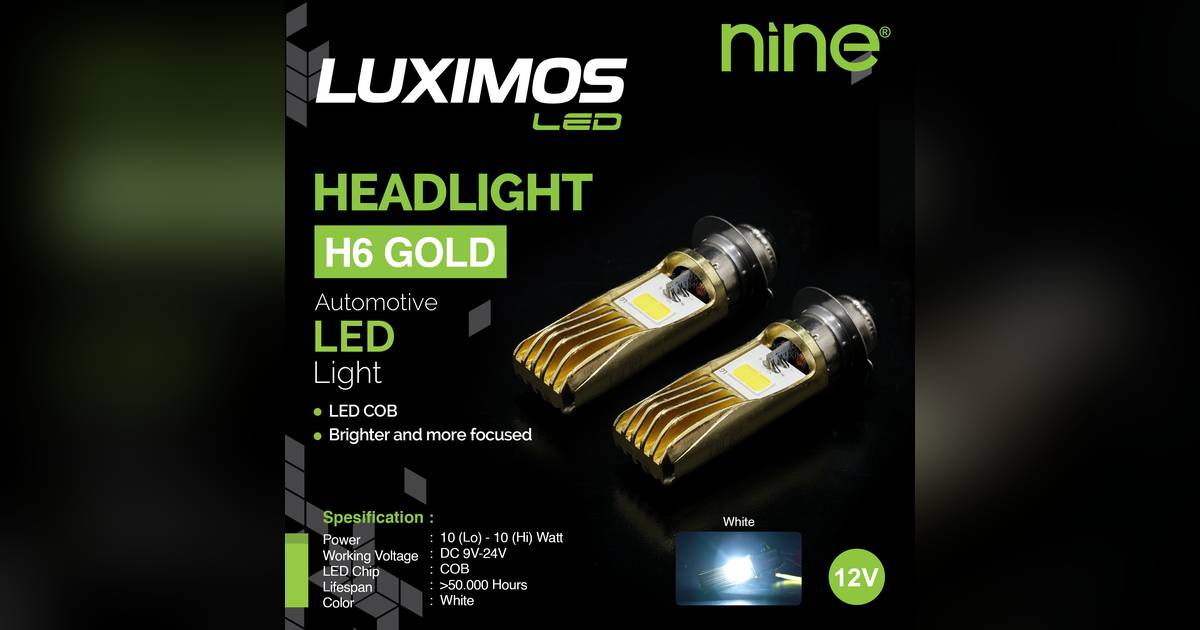 nine®
LUXIMOS
LED
HEADLIGHT
H6 GOLD
Automotive
LED
Light
LED COB
Brighter and more focused
Spesification :
Power : 10 (Lo) - 10 (Hi) Watt
Working Voltage : DC 9V-24V
LED Chip : COB
Lifespan : >50.000 Hours
Color : White
White
12V